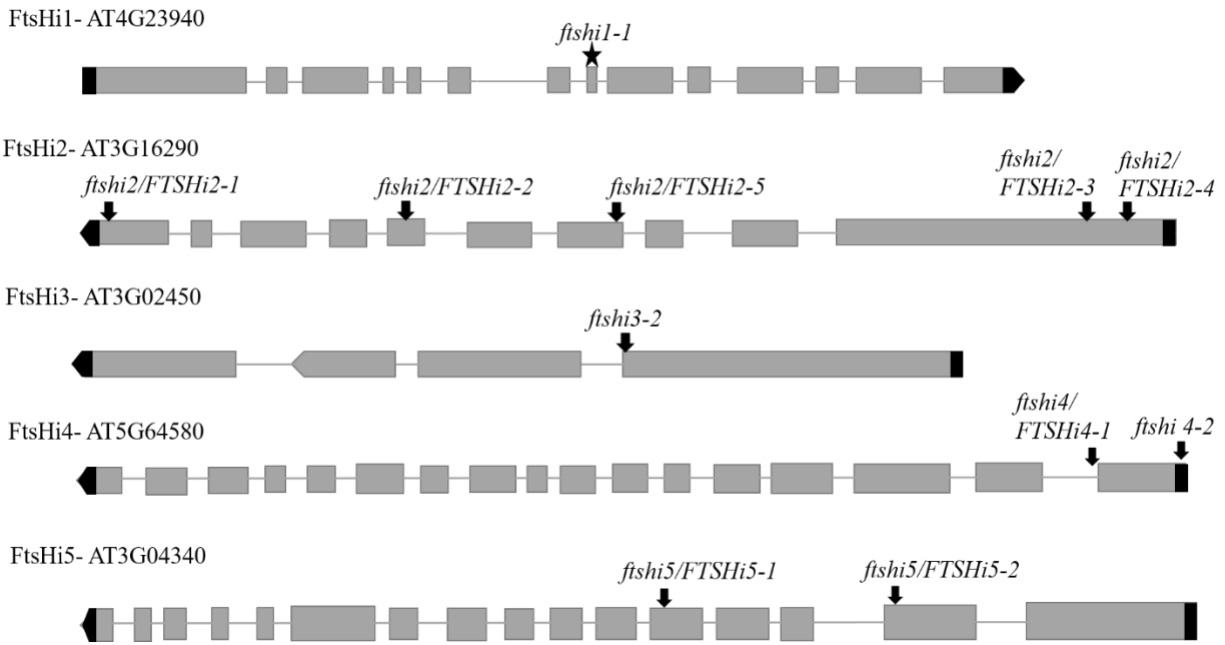 FtsHi1- AT4G23940
ftshi1-1
FtsHi2- AT3G16290
ftshi2/FTSHi2-1
ftshi2/FTSHi2-2
ftshi2/FTSHi2-5
ftshi2/
FTSHi2-3
ftshi2/
FTSHi2-4
FtsHi3- AT3G02450
ftshi3-2
FtsHi4- AT5G64580
ftshi4/
FTSHi4-1
ftshi 4-2
FtsHi5- AT3G04340
ftshi5/FTSHi5-1
ftshi5/FTSHi5-2